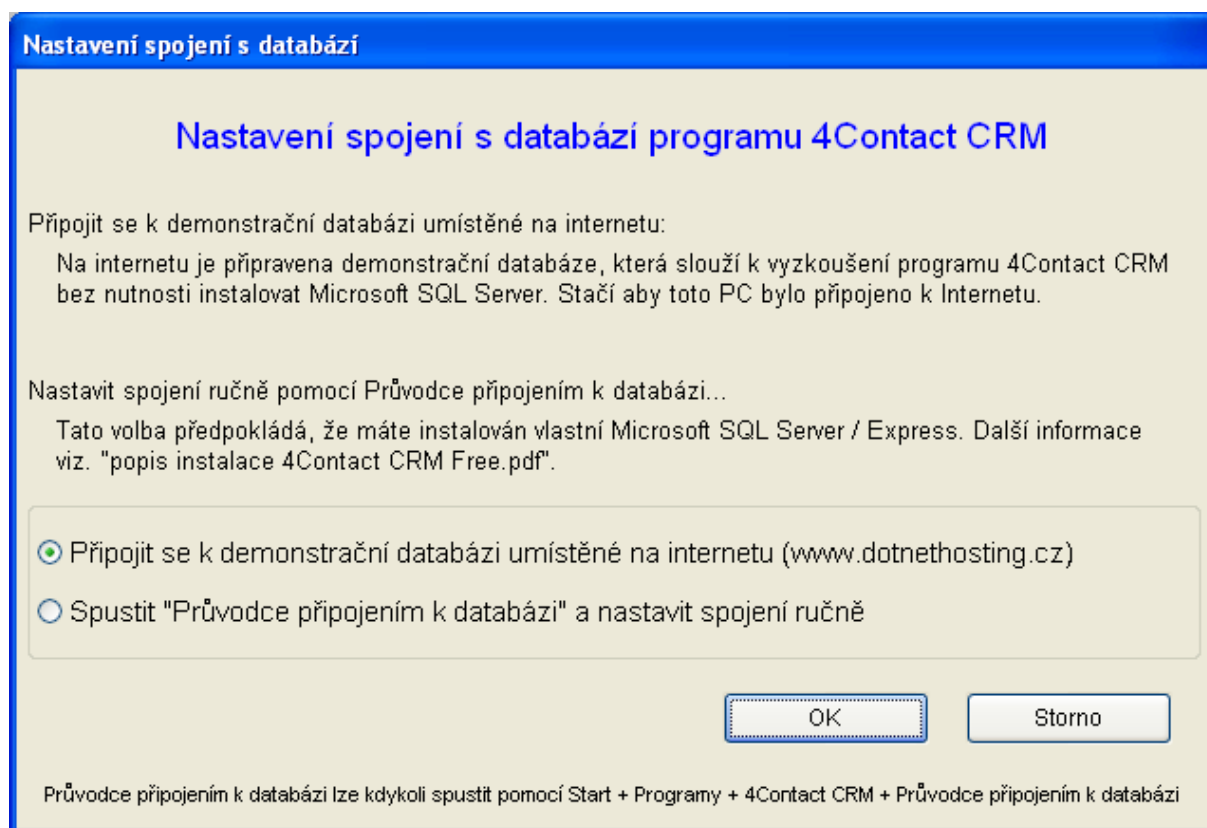 Nastavení spojení s databází
Nastavení spojení s databází programu 4Contact CRM
Připojit se k demonstrační databázi umístěné na internetu:
Na internetu je připravena demonstrační databáze, která slouží k vyzkoušení programu 4Contact CRM
bez nutnosti instalovat Microsoft SQL Server. Stačí aby toto PC bylo připojeno k Internetu.
Nastavit spojení ručně pomocí Průvodce připojením k databázi...
Tato volba předpokládá, že máte instalován vlastní Microsoft SQL Server / Express. Další informace
viz. "popis instalace 4Contact CRM Free.pdf".
Připojit se k demonstrační databázi umístěné na internetu (www.dotnethosting.cz)
Spustit "Průvodce připojením k databázi" a nastavit spojení ručně
OK Storno
Průvodce připojením k databázi lze kdykoli spustit pomocí Start + Programy + 4Contact CRM + Průvodce připojením k databázi